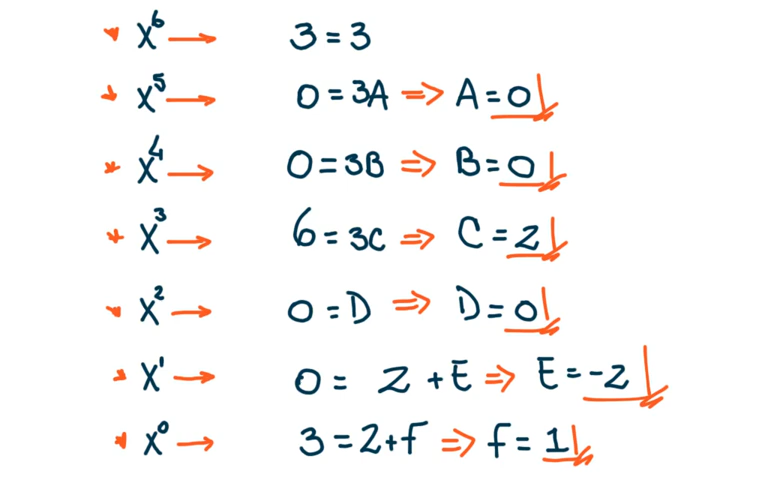 * X⁶ → 3 = 3
* X⁵ → 0 = 3A ⇒ A = 0
* X⁴ → 0 = 3B ⇒ B = 0
* X³ → 6 = 3C ⇒ C = 2
* X² → 0 = D ⇒ D = 0
* X¹ → 0 = 2 + E ⇒ E = -2
* X⁰ → 3 = 2 + f ⇒ f = 1